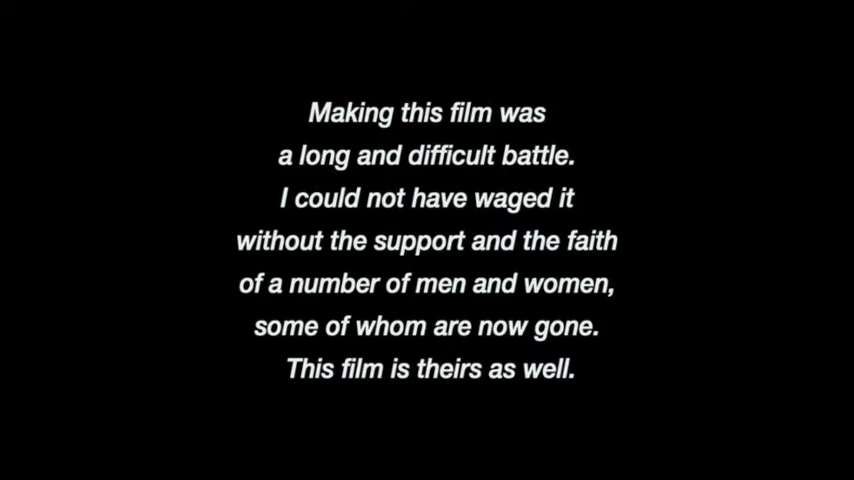 Making this film was
a long and difficult battle.
I could not have waged it
without the support and the faith
of a number of men and women,
some of whom are now gone.
This film is theirs as well.